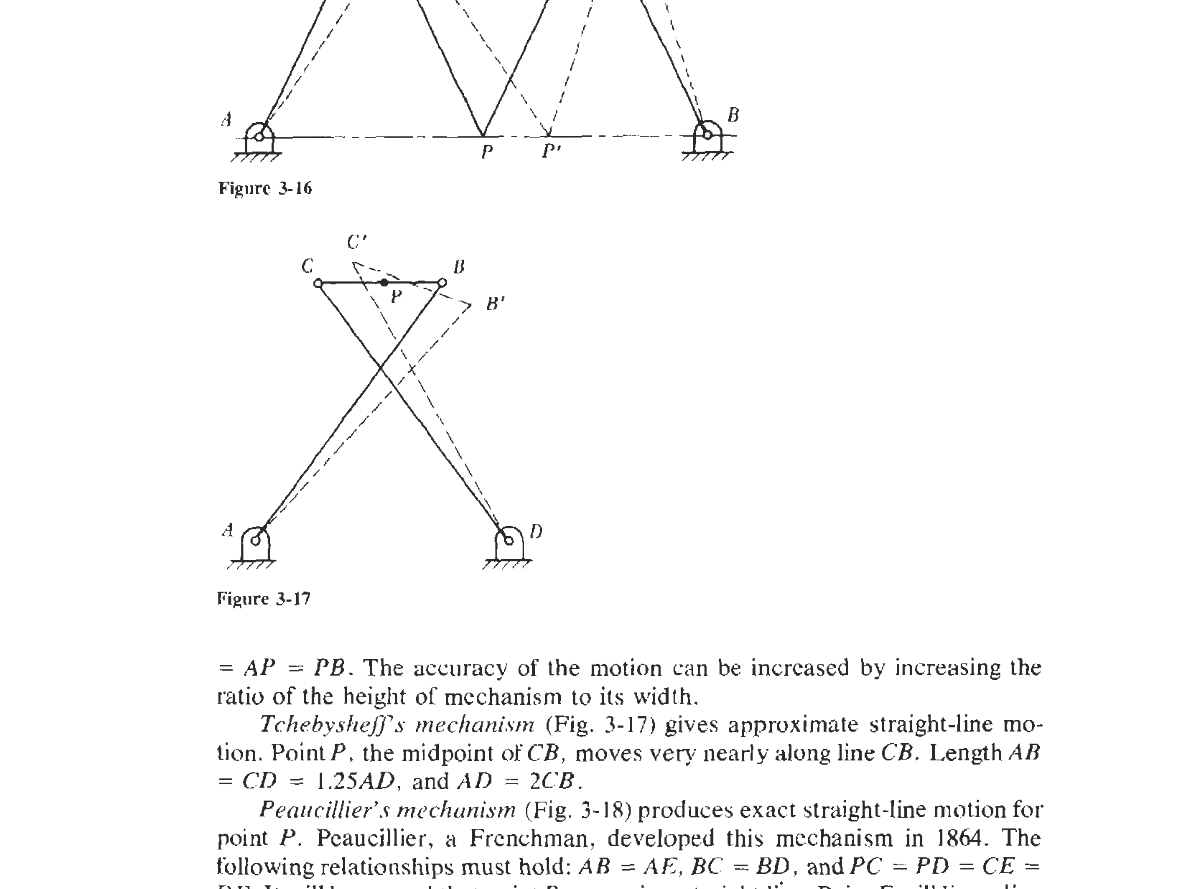 A
B
P P'
Figure 3-16
C'
C B
P B'
A D
Figure 3-17
= AP = PB. The accuracy of the motion can be increased by increasing the
ratio of the height of mechanism to its width.
Tchebysheff's mechanism (Fig. 3-17) gives approximate straight-line mo-
tion. Point P, the midpoint of CB, moves very nearly along line CB. Length AB
= CD = 1.25AD, and AD = 2CB.
Peaucillier's mechanism (Fig. 3-18) produces exact straight-line motion for
point P. Peaucillier, a Frenchman, developed this mechanism in 1864. The
following relationships must hold: AB = AE, BC = BD, and PC = PD = CE =